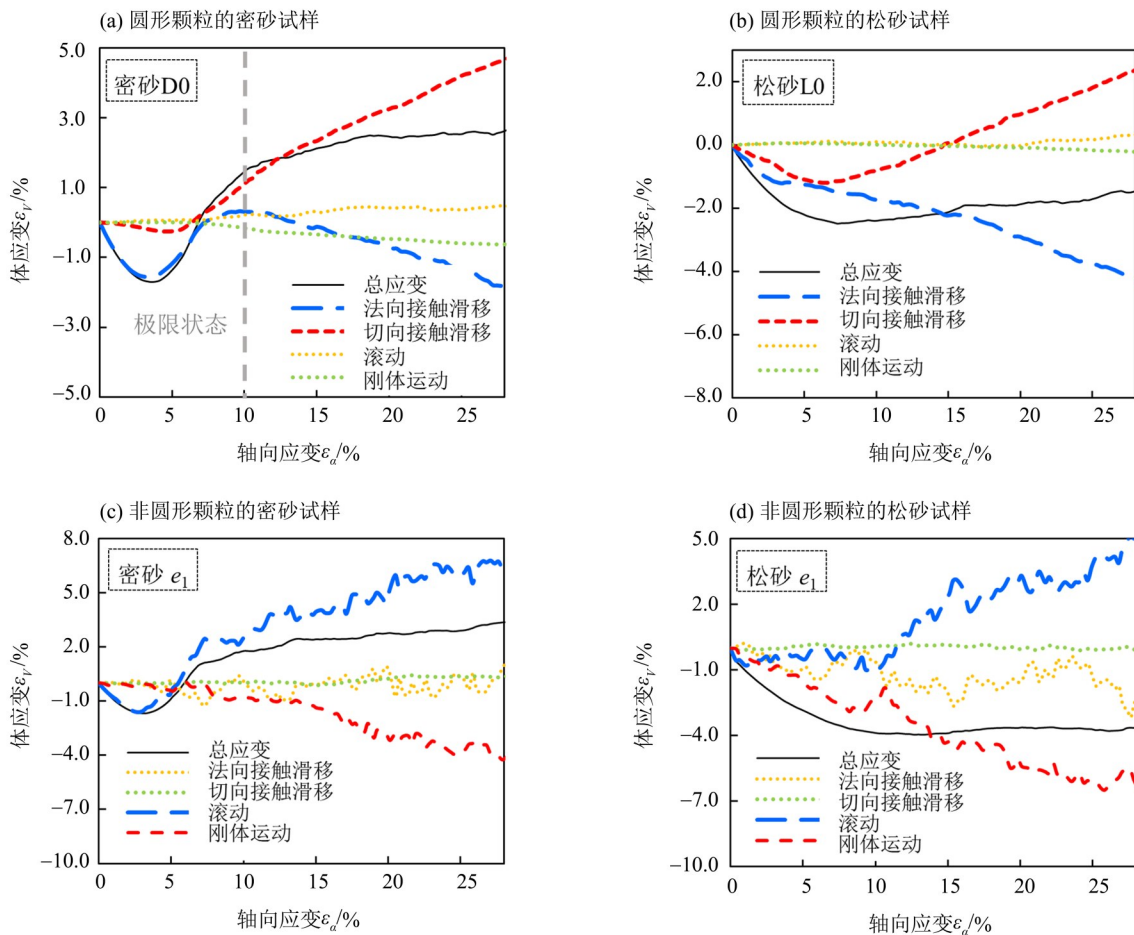 (a) 圆形颗粒的密砂试样
5.0
3.0
1.0
−1.0
−3.0
−5.0
体应变εᵥ/%
密砂D0
极限状态
总应变
法向接触滑移
切向接触滑移
滚动
刚体运动
0 5 10 15 20 25
轴向应变εₐ/%
(b) 圆形颗粒的松砂试样
2.0
0.0
−2.0
−4.0
−6.0
−8.0
体应变εᵥ/%
松砂L0
总应变
法向接触滑移
切向接触滑移
滚动
刚体运动
0 5 10 15 20 25
轴向应变εₐ/%
(c) 非圆形颗粒的密砂试样
8.0
5.0
2.0
−1.0
−4.0
−7.0
−10.0
体应变εᵥ/%
密砂 e₁
总应变
法向接触滑移
切向接触滑移
滚动
刚体运动
0 5 10 15 20 25
轴向应变εₐ/%
(d) 非圆形颗粒的松砂试样
5.0
2.0
−1.0
−4.0
−7.0
−10.0
体应变εᵥ/%
松砂 e₁
总应变
法向接触滑移
切向接触滑移
滚动
刚体运动
0 5 10 15 20 25
轴向应变εₐ/%